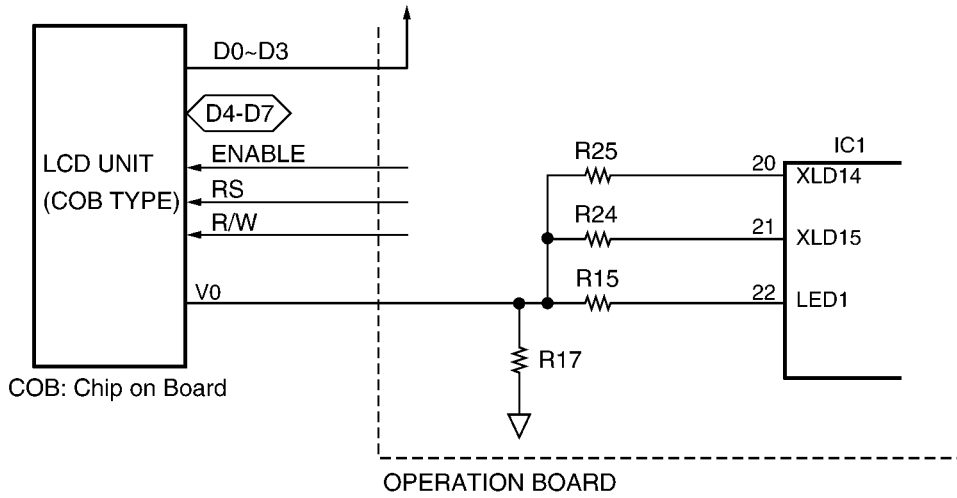 D0~D3
D4-D7
LCD UNIT
(COB TYPE)
ENABLE
RS
R/W
V0
COB: Chip on Board
R25
R24
R15
R17
20
21
22
IC1
XLD14
XLD15
LED1
OPERATION BOARD